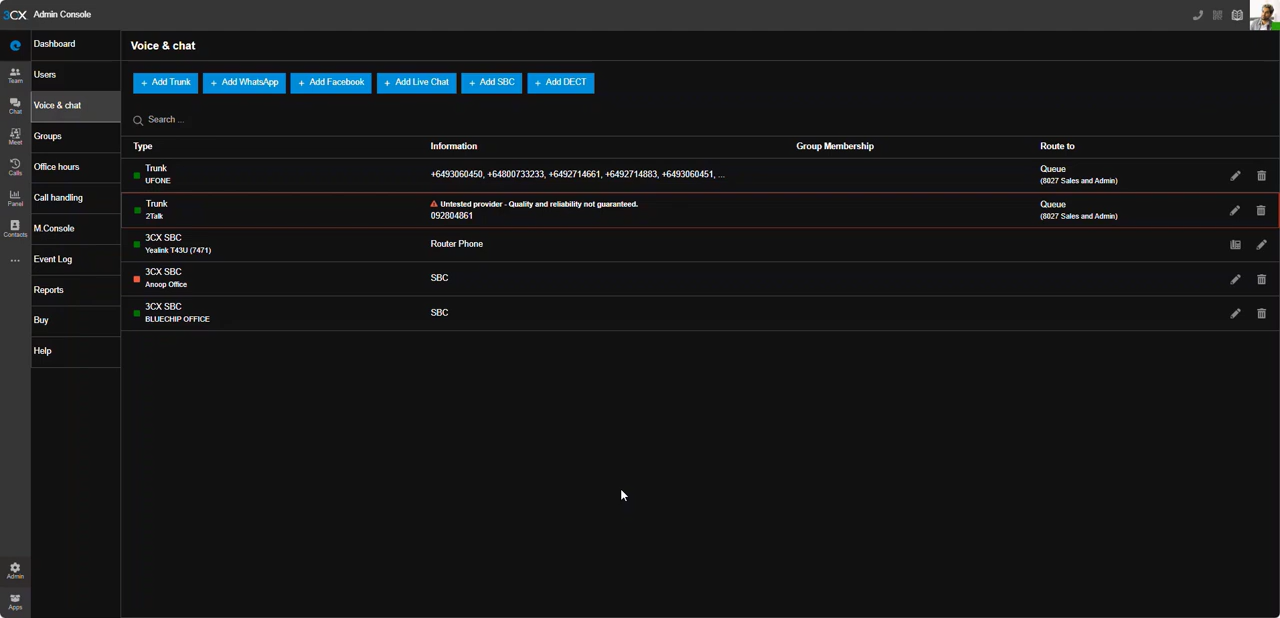 3CX Admin Console
Dashboard
Voice & chat
Team
Users
+ Add Trunk
+ Add WhatsApp
+ Add Facebook
+ Add Live Chat
+ Add SBC
+ Add DECT
Chat
Voice & chat
Search ...
Meet
Groups
Type
Information
Group Membership
Route to
Calls
Office hours
Trunk
UFONE
+6493060450, +64800733233, +6492714661, +6492714883, +6493060451, ...
Queue
(8027 Sales and Admin)
Panel
Call handling
Trunk
2Talk
Untested provider - Quality and reliability not guaranteed.
092804861
Queue
(8027 Sales and Admin)
Contacts
M.Console
3CX SBC
Yealink T43U (7471)
Router Phone
Event Log
3CX SBC
Anoop Office
SBC
Reports
3CX SBC
BLUECHIP OFFICE
SBC
Buy
Help
Admin
Apps